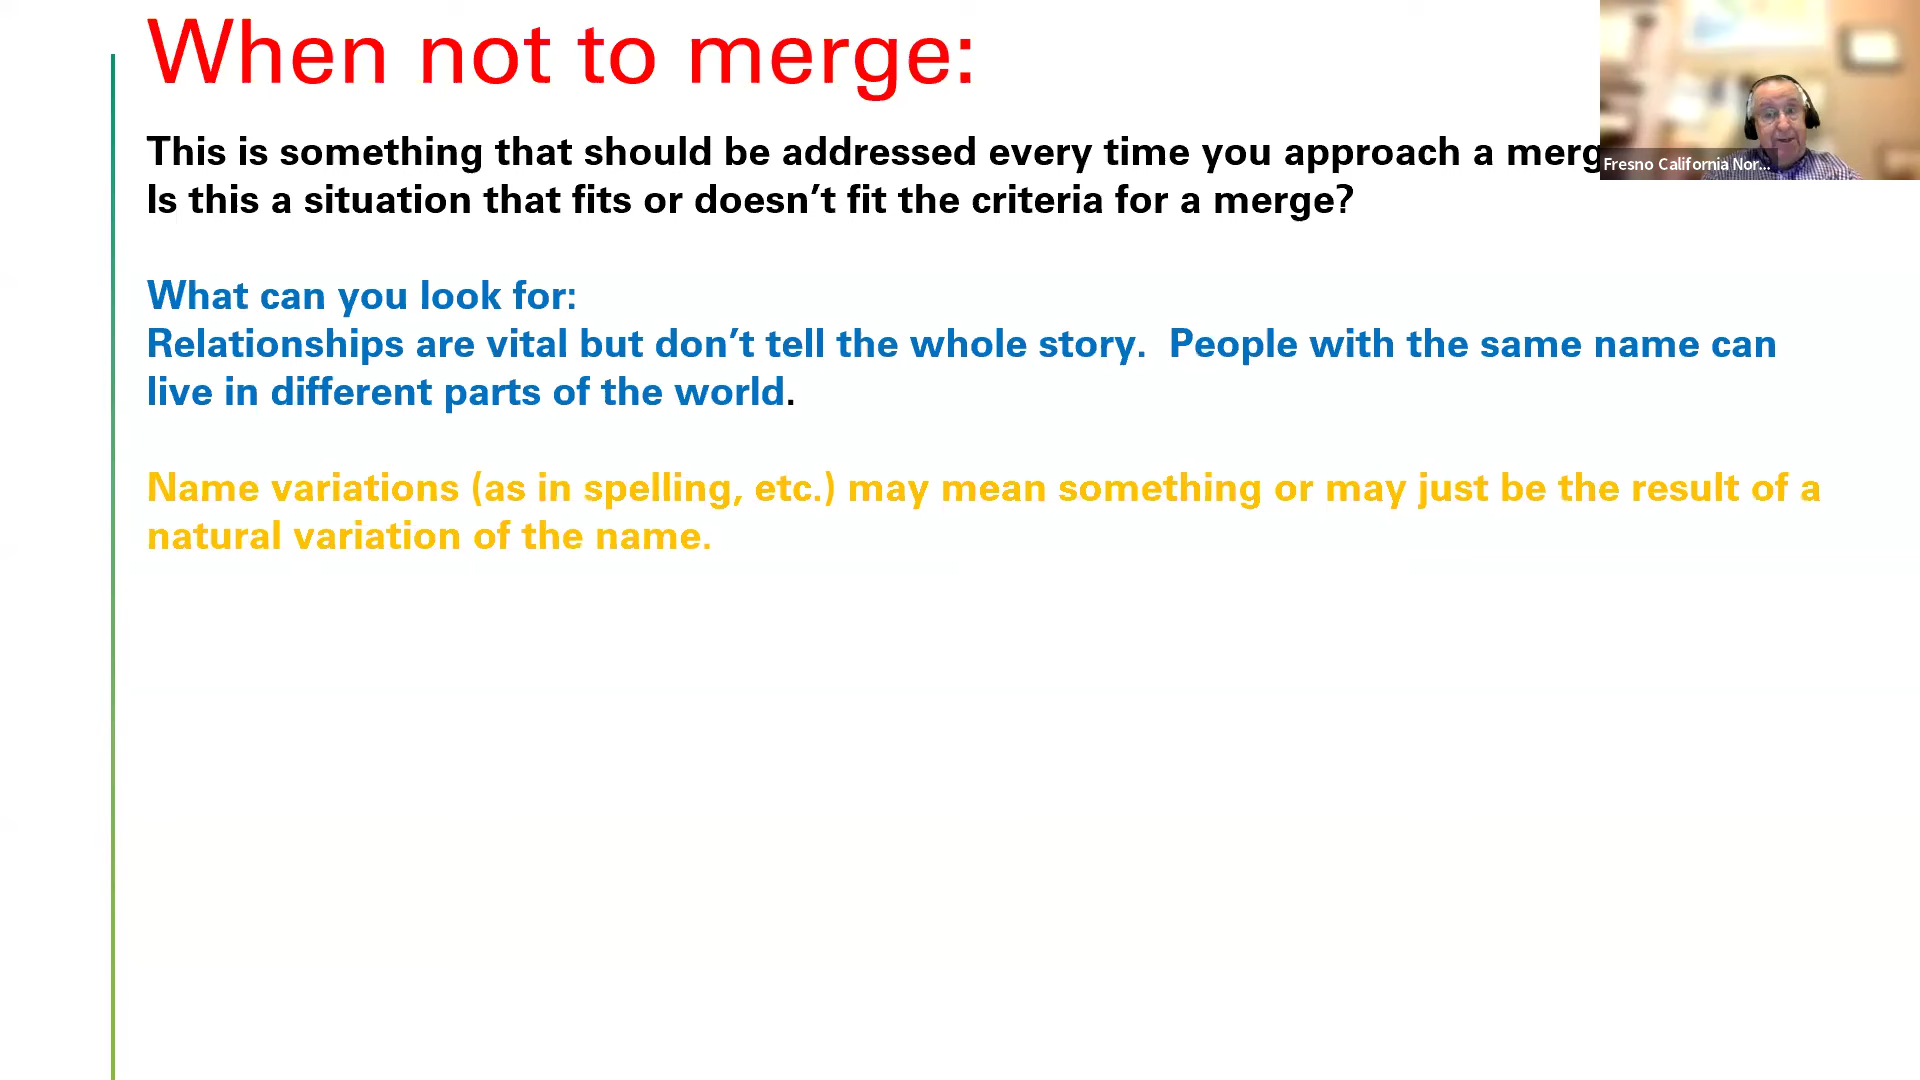 When not to merge:
This is something that should be addressed every time you approach a
Is this a situation that fits or doesn’t fit the criteria for a merge?
What can you look for:
Relationships are vital but don’t tell the whole story.  People with the same name can
live in different parts of the world.
Name variations (as in spelling, etc.) may mean something or may just be the result of a
natural variation of the name.
Fresno California Nor...